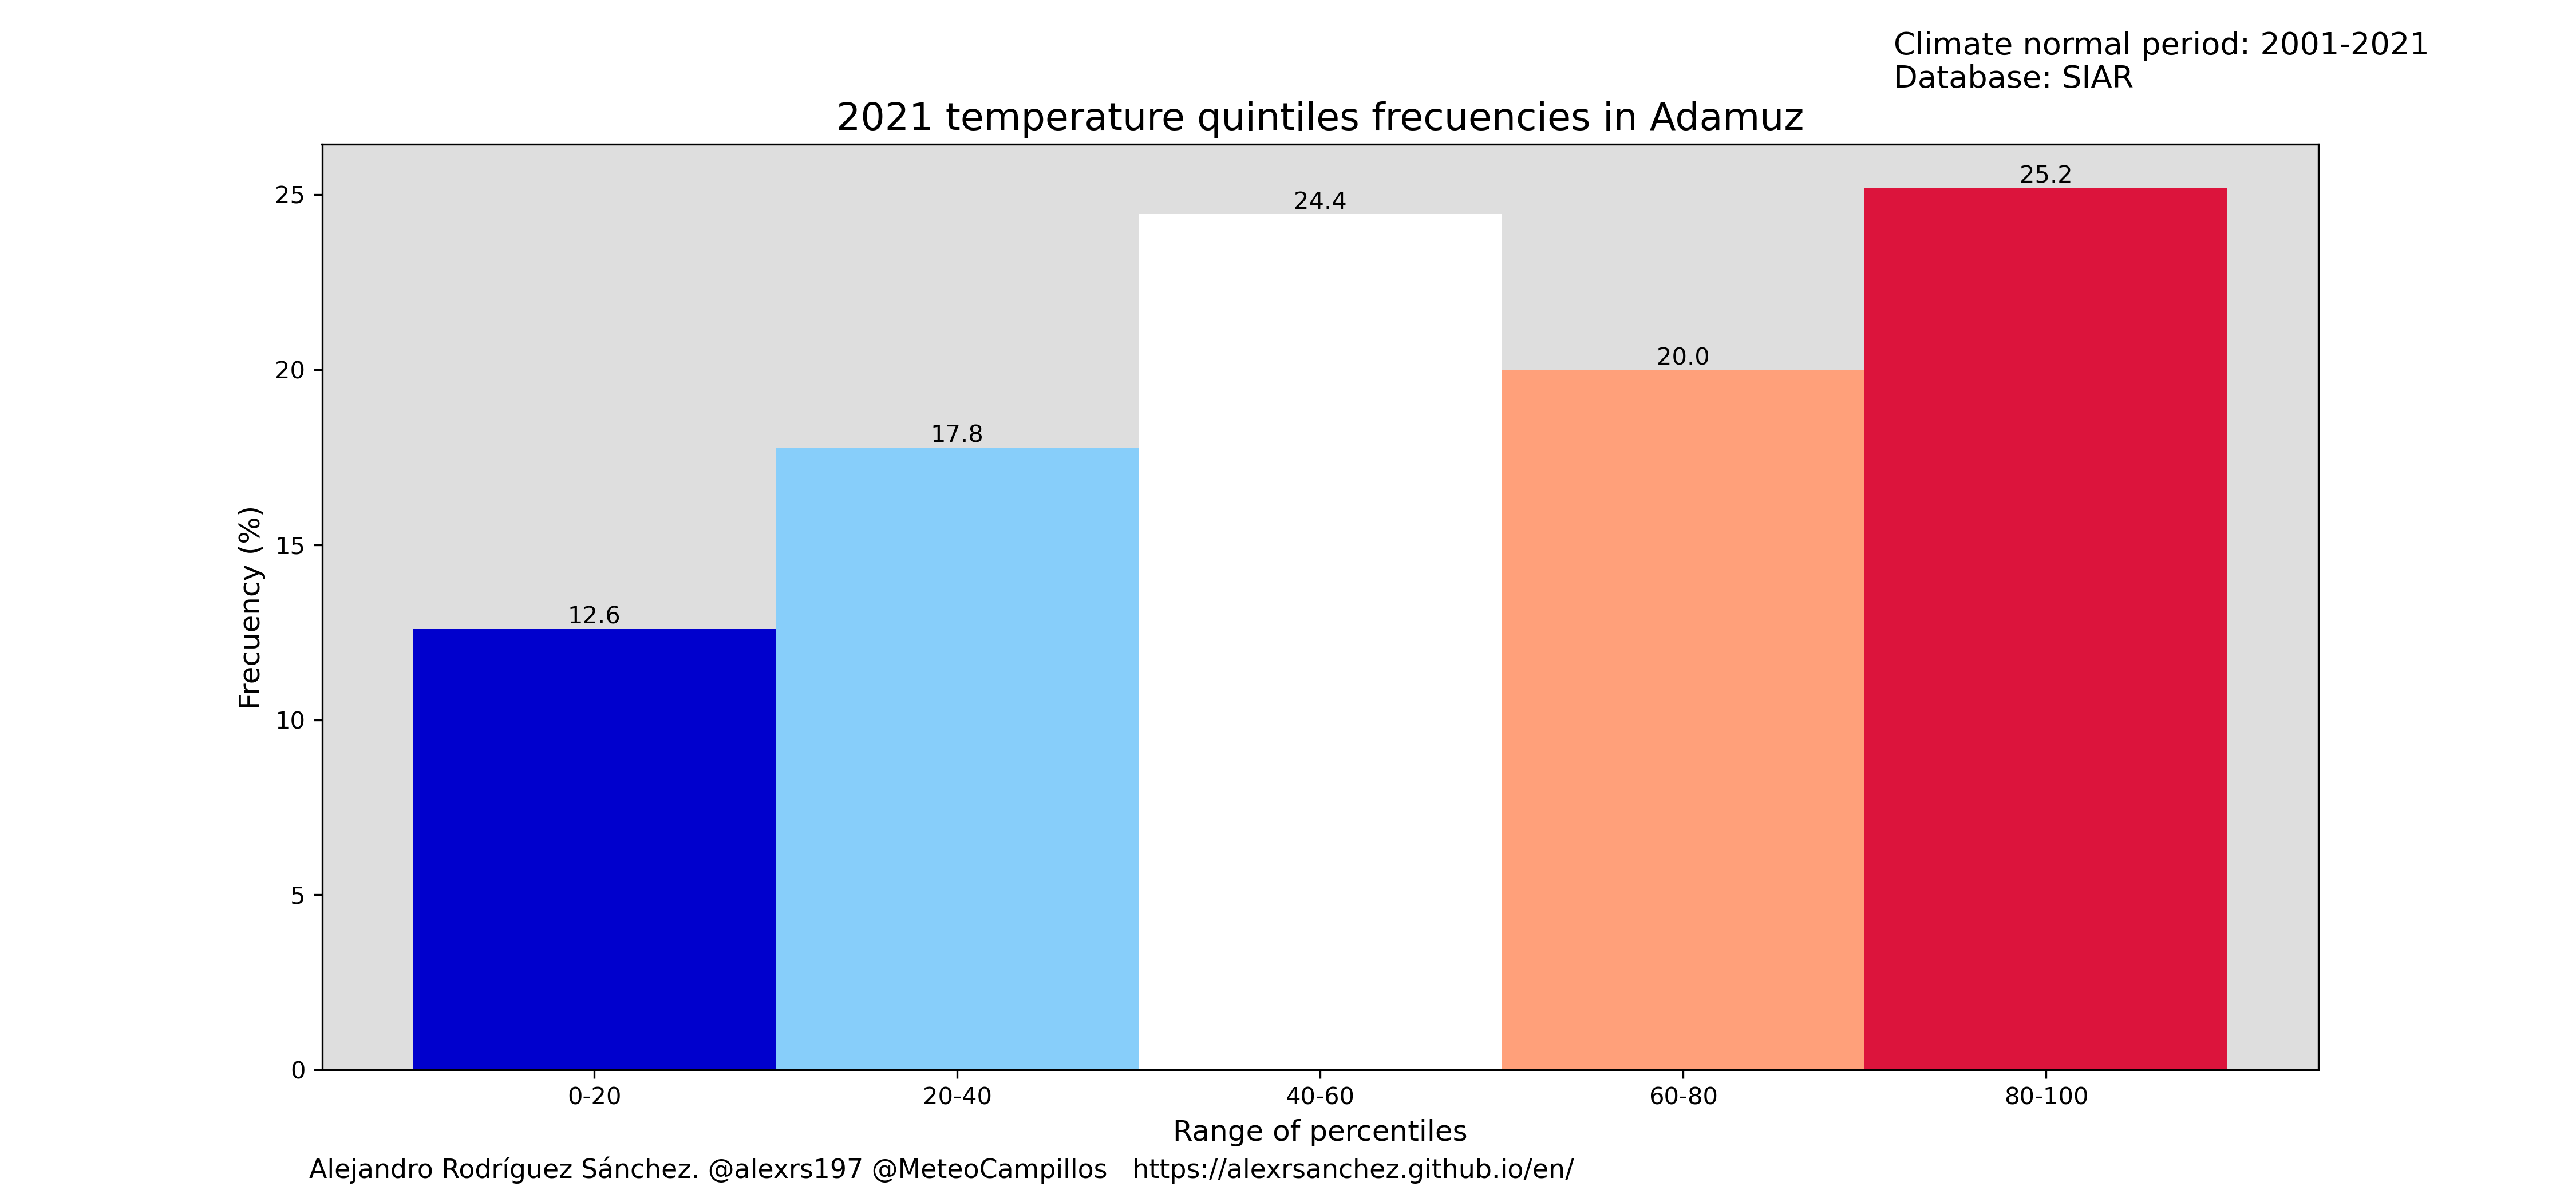 Climate normal period: 2001-2021
Database: SIAR
2021 temperature quintiles frecuencies in Adamuz
25
20
15
10
5
0
Frecuency (%)
12.6
17.8
24.4
20.0
25.2
0-20
20-40
40-60
60-80
80-100
Range of percentiles
Alejandro Rodríguez Sánchez. @alexrs197 @MeteoCampillos   https://alexrsanchez.github.io/en/